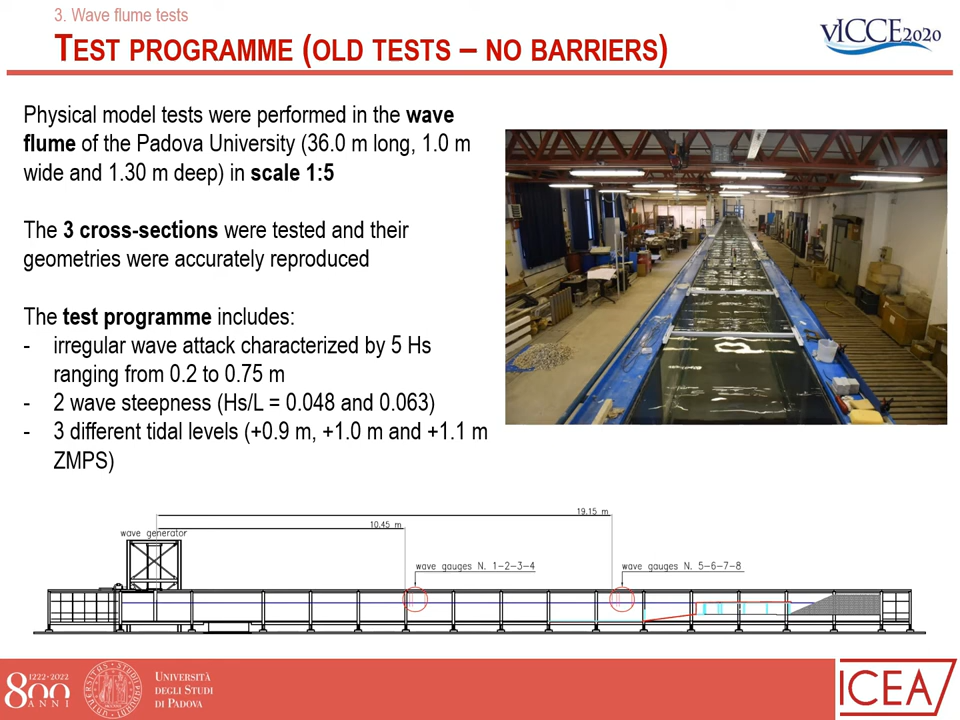 3. Wave flume tests
TEST PROGRAMME (OLD TESTS – NO BARRIERS)
vICCE2020
Physical model tests were performed in the wave
flume of the Padova University (36.0 m long, 1.0 m
wide and 1.30 m deep) in scale 1:5
The 3 cross-sections were tested and their
geometries were accurately reproduced
The test programme includes:
- irregular wave attack characterized by 5 Hs
ranging from 0.2 to 0.75 m
- 2 wave steepness (Hs/L = 0.048 and 0.063)
- 3 different tidal levels (+0.9 m, +1.0 m and +1.1 m
ZMPS)
19.15 m
10.45 m
wave generator
wave gauges N. 1-2-3-4
wave gauges N. 5-6-7-8
1222·2022
800
ANNI
UNIVERSITÀ
DEGLI STUDI
DI PADOVA
ICEA